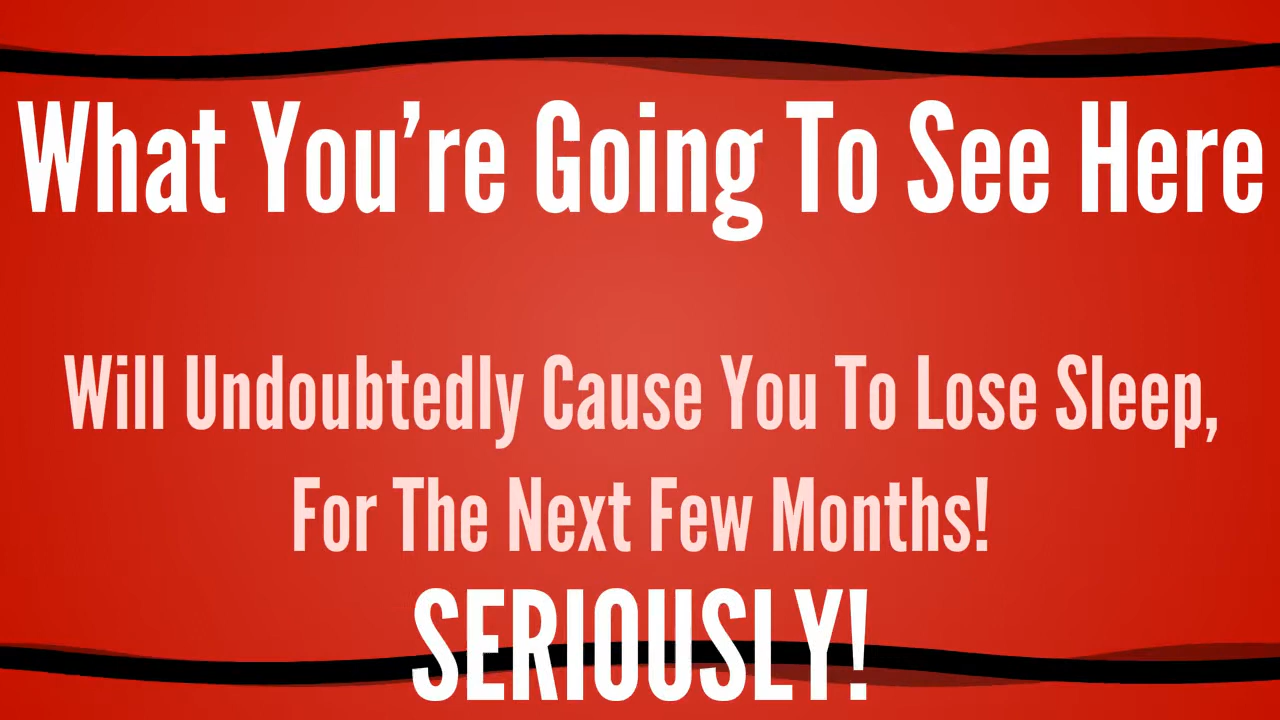 What You’re Going To See Here
Will Undoubtedly Cause You To Lose Sleep,
For The Next Few Months!
SERIOUSLY!